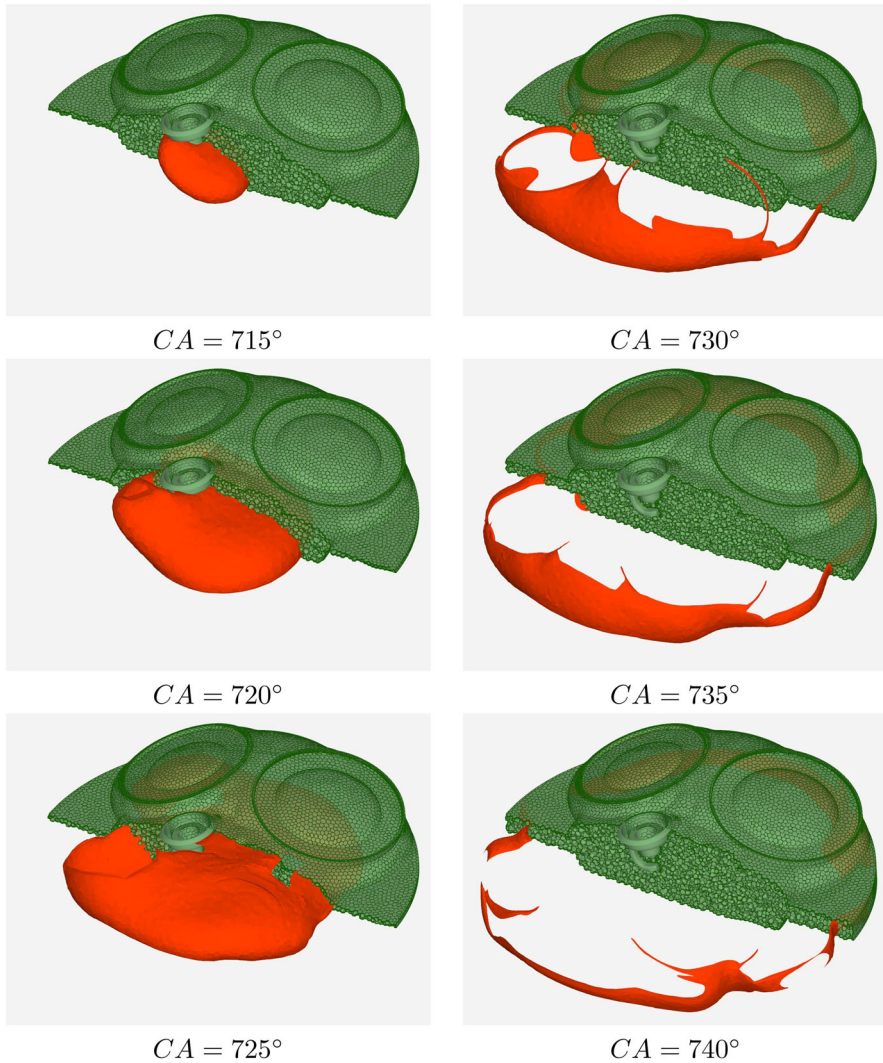 CA = 715°
CA = 730°
CA = 720°
CA = 735°
CA = 725°
CA = 740°